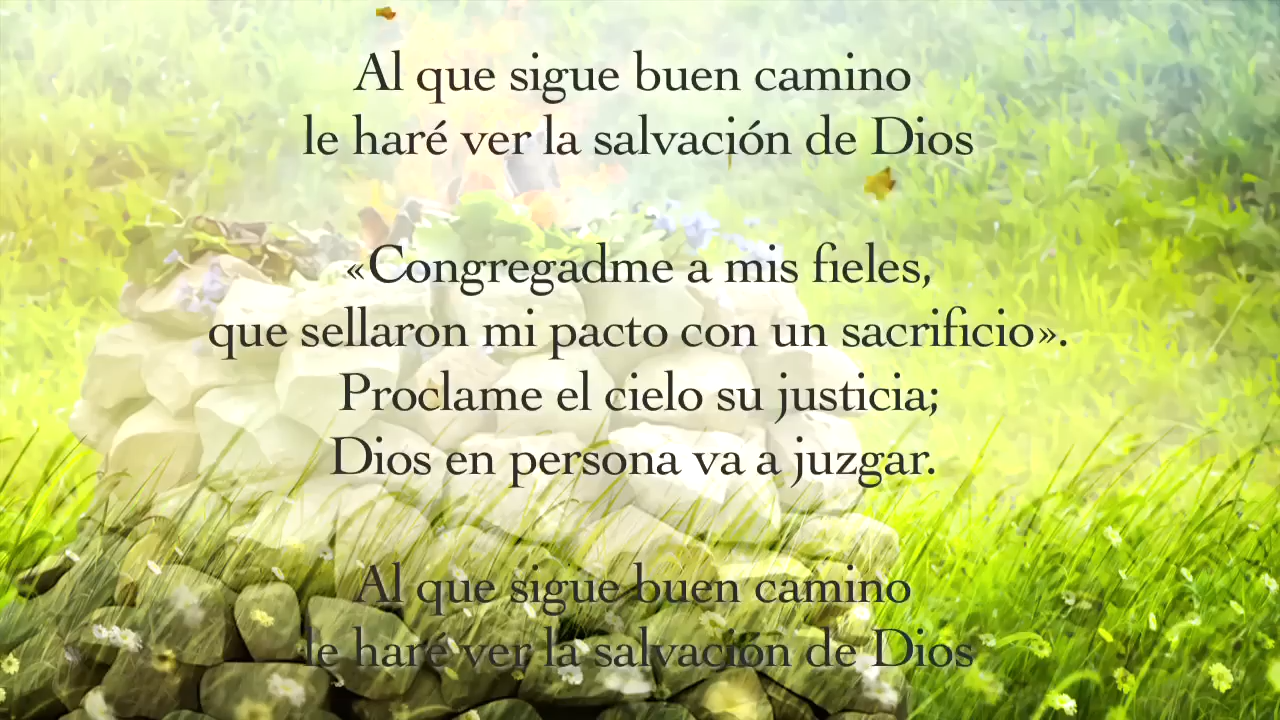 Al que sigue buen camino
le haré ver la salvación de Dios
«Congregadme a mis fieles,
que sellaron mi pacto con un sacrificio».
Proclame el cielo su justicia;
Dios en persona va a juzgar.
Al que sigue buen camino
le haré ver la salvación de Dios